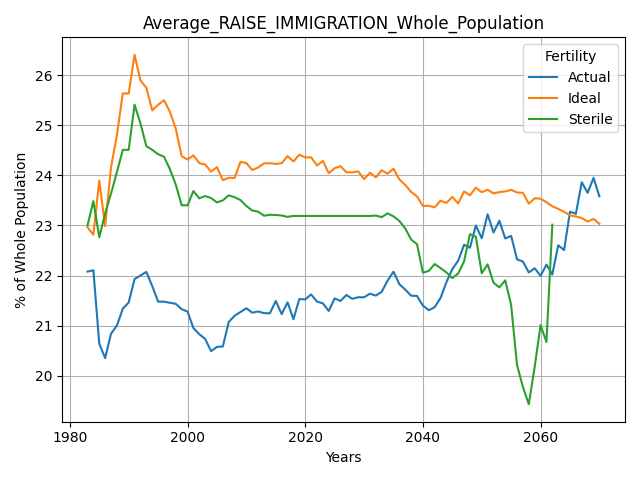 Average_RAISE_IMMIGRATION_Whole_Population
Fertility
Actual
Ideal
Sterile
% of Whole Population
26
25
24
23
22
21
20
1980
2000
2020
2040
2060
Years